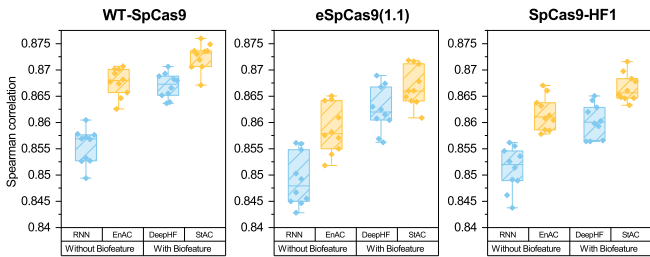 WT-SpCas9
eSpCas9(1.1)
SpCas9-HF1
Spearman correlation
0.875
0.87
0.865
0.86
0.855
0.85
0.845
0.84
RNN EnAC DeepHF StAC
Without Biofeature With Biofeature
0.875
0.87
0.865
0.86
0.855
0.85
0.845
0.84
RNN EnAC DeepHF StAC
Without Biofeature With Biofeature
0.875
0.87
0.865
0.86
0.855
0.85
0.845
0.84
RNN EnAC DeepHF StAC
Without Biofeature With Biofeature